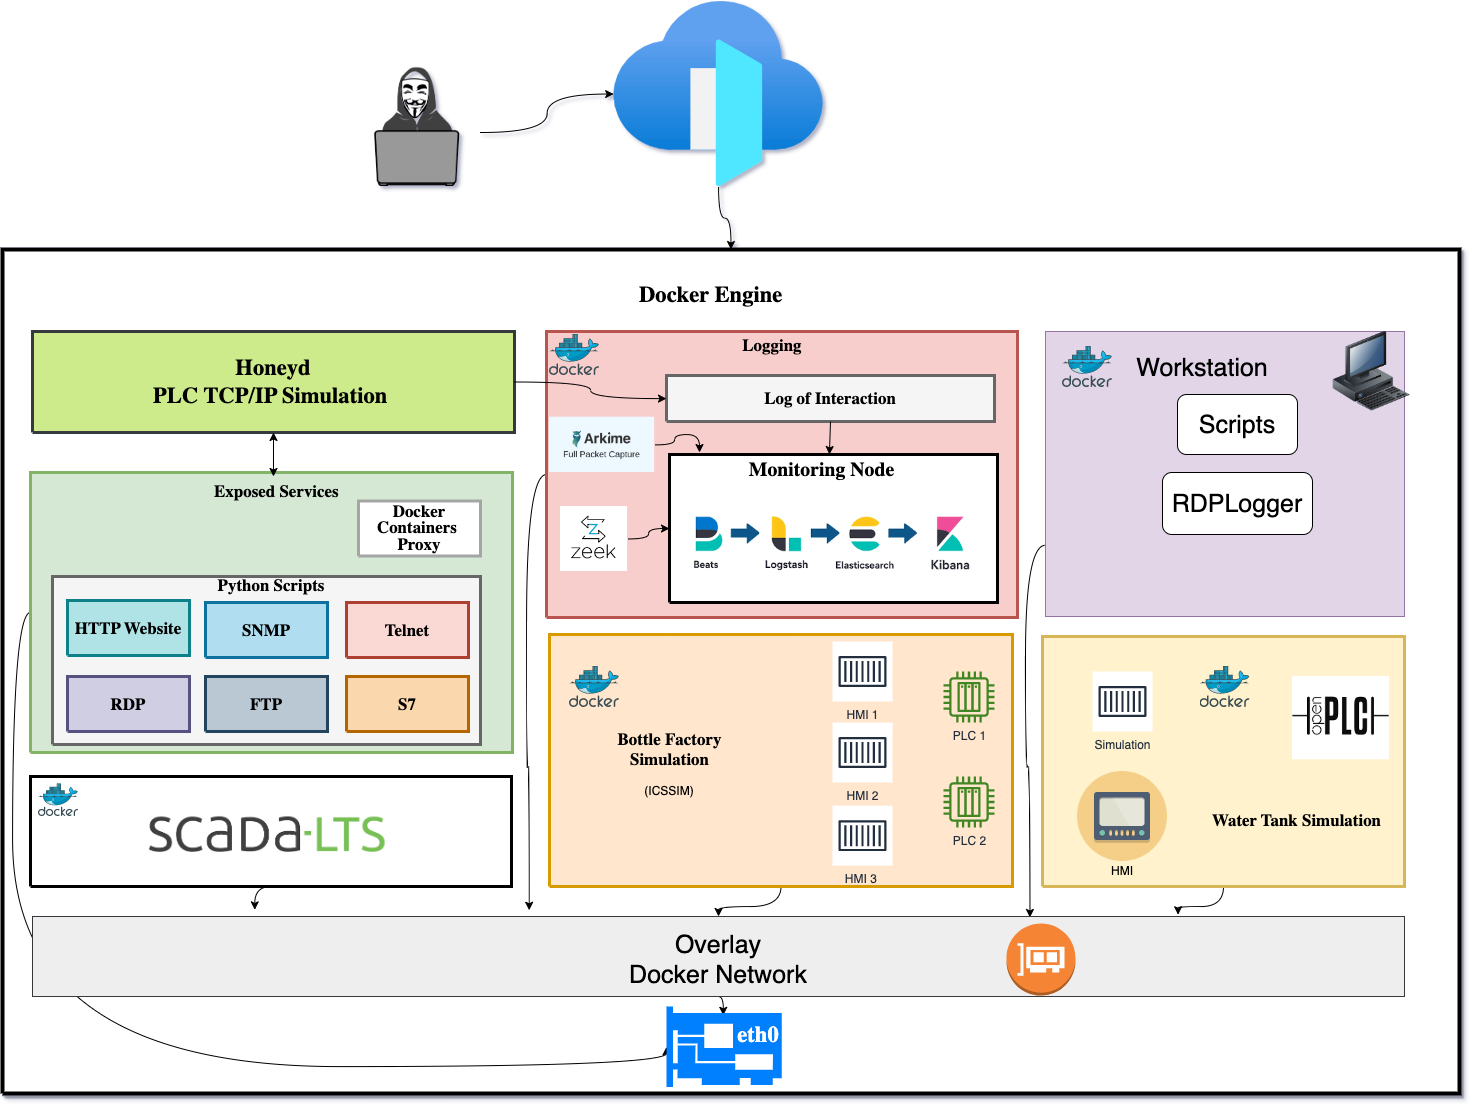 Docker Engine
Honeyd
PLC TCP/IP Simulation
Exposed Services
Docker
Containers
Proxy
Python Scripts
HTTP Website
SNMP
Telnet
RDP
FTP
S7
docker
SCADA-LTS
docker
Logging
Log of Interaction
Arkime
Full Packet Capture
zeek
Monitoring Node
Beats
Logstash
Elasticsearch
Kibana
docker
Bottle Factory
Simulation
(ICSSIM)
HMI 1
HMI 2
HMI 3
PLC 1
PLC 2
docker
Workstation
Scripts
RDPLogger
Simulation
docker
open
PLC
HMI
Water Tank Simulation
Overlay
Docker Network
eth0